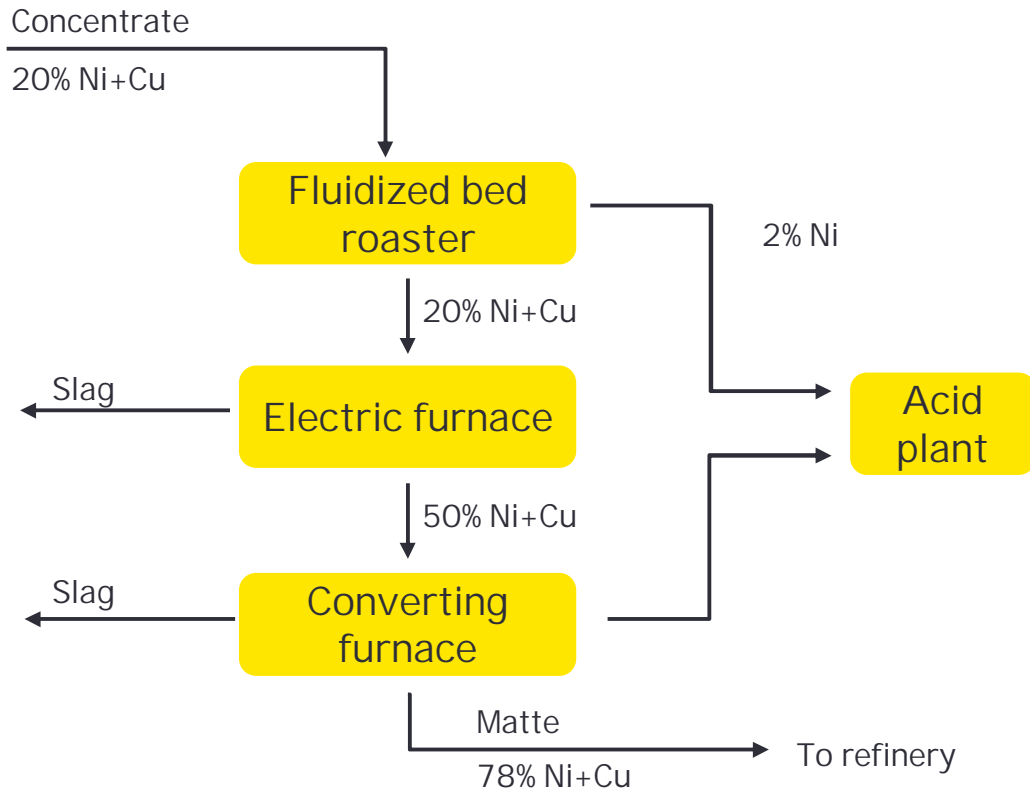 Concentrate
20% Ni+Cu
Fluidized bed
roaster
2% Ni
20% Ni+Cu
Slag
Electric furnace
Acid
plant
50% Ni+Cu
Slag
Converting
furnace
Matte
78% Ni+Cu
To refinery